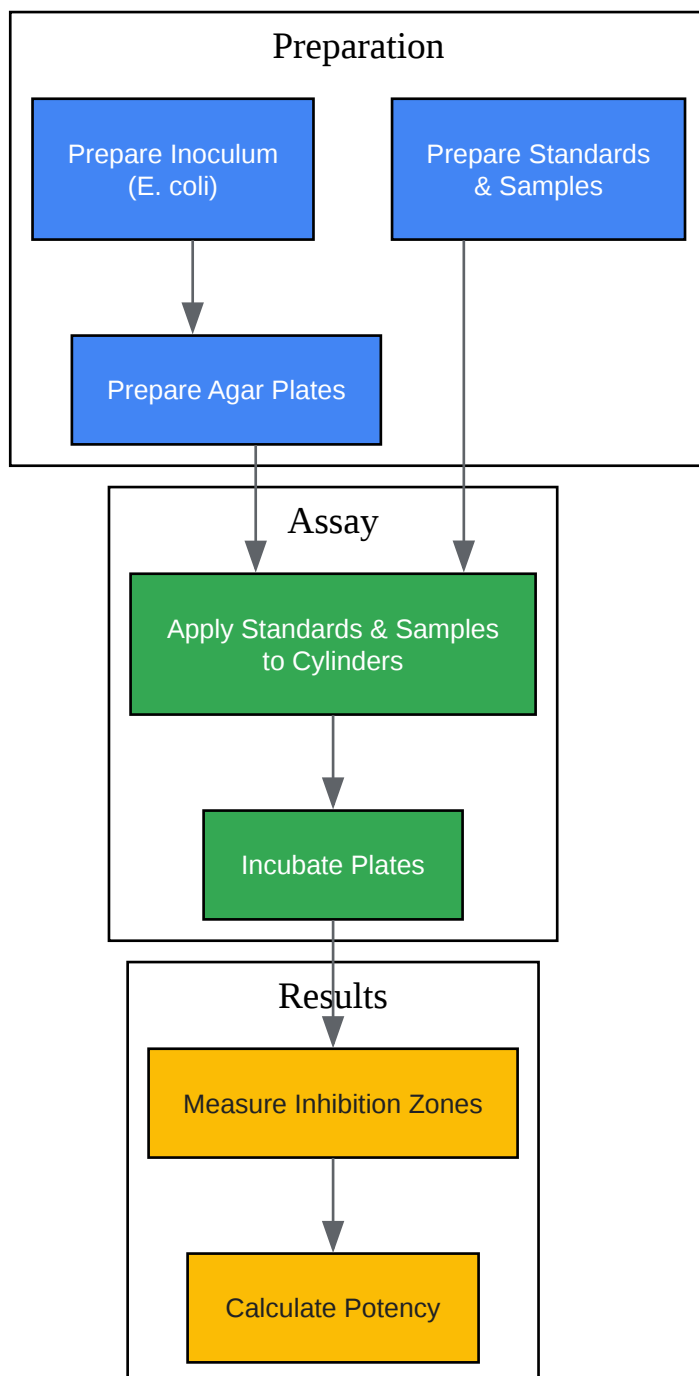 Preparation
Prepare Inoculum
(E. coli)
Prepare Standards
& Samples
Prepare Agar Plates
Assay
Apply Standards & Samples
to Cylinders
Incubate Plates
Results
Measure Inhibition Zones
Calculate Potency